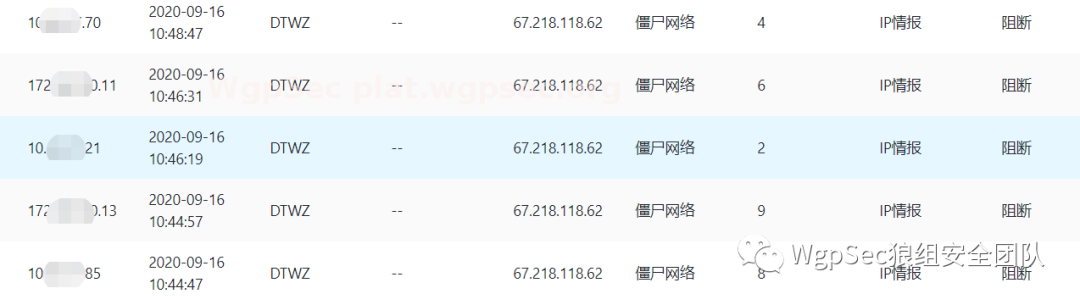 10 .70 2020-09-16 10:48:47 DTWZ -- 67.218.118.62 僵尸网络 4 IP情报 阻断
172 0.11 2020-09-16 10:46:31 DTWZ -- 67.218.118.62 僵尸网络 6 IP情报 阻断
WgpSec plat.wgpsec.org
10. 21 2020-09-16 10:46:19 DTWZ -- 67.218.118.62 僵尸网络 2 IP情报 阻断
172 0.13 2020-09-16 10:44:57 DTWZ -- 67.218.118.62 僵尸网络 9 IP情报 阻断
10 85 2020-09-16 10:44:47 DTWZ -- 67.218.118.62 僵尸网络 8 IP情报 阻断
WgpSec狼组安全团队